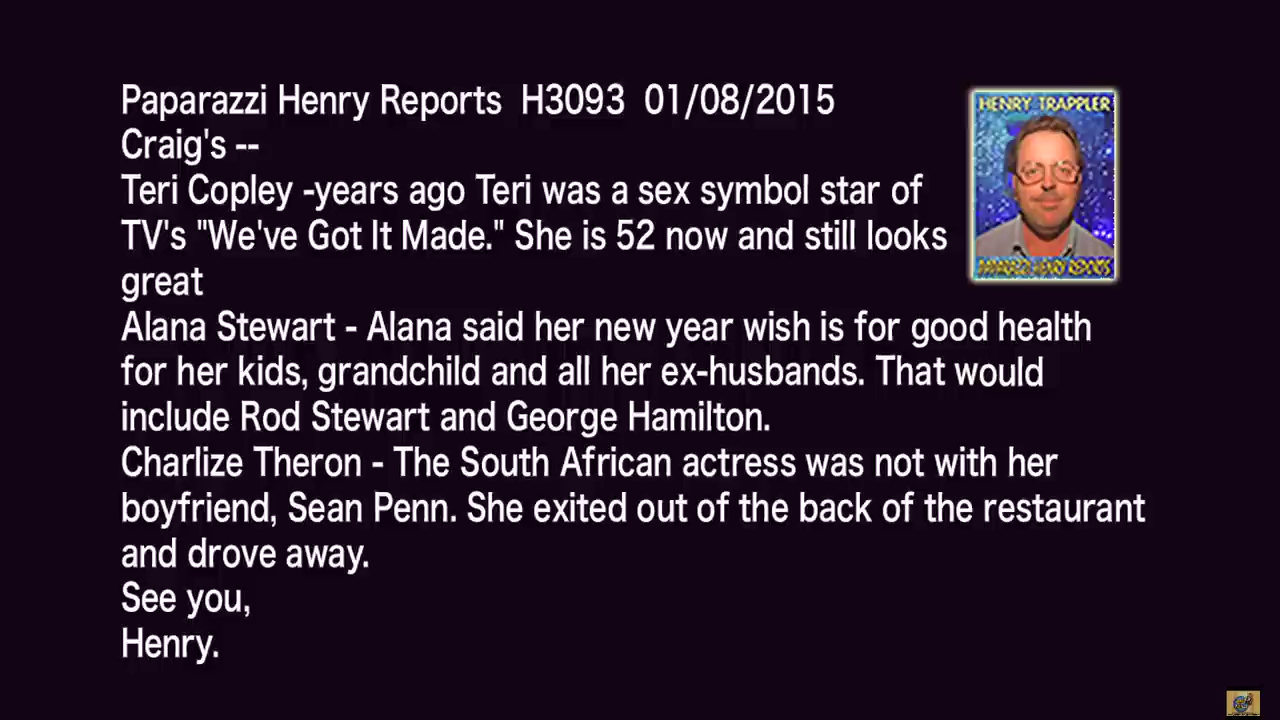 Paparazzi Henry Reports  H3093  01/08/2015
Craig's --
Teri Copley -years ago Teri was a sex symbol star of
TV's "We've Got It Made." She is 52 now and still looks
great
Alana Stewart - Alana said her new year wish is for good health
for her kids, grandchild and all her ex-husbands. That would
include Rod Stewart and George Hamilton.
Charlize Theron - The South African actress was not with her
boyfriend, Sean Penn. She exited out of the back of the restaurant
and drove away.
See you,
Henry.
HENRY TRAPPLER
PAPARAZZI HENRY REPORTS